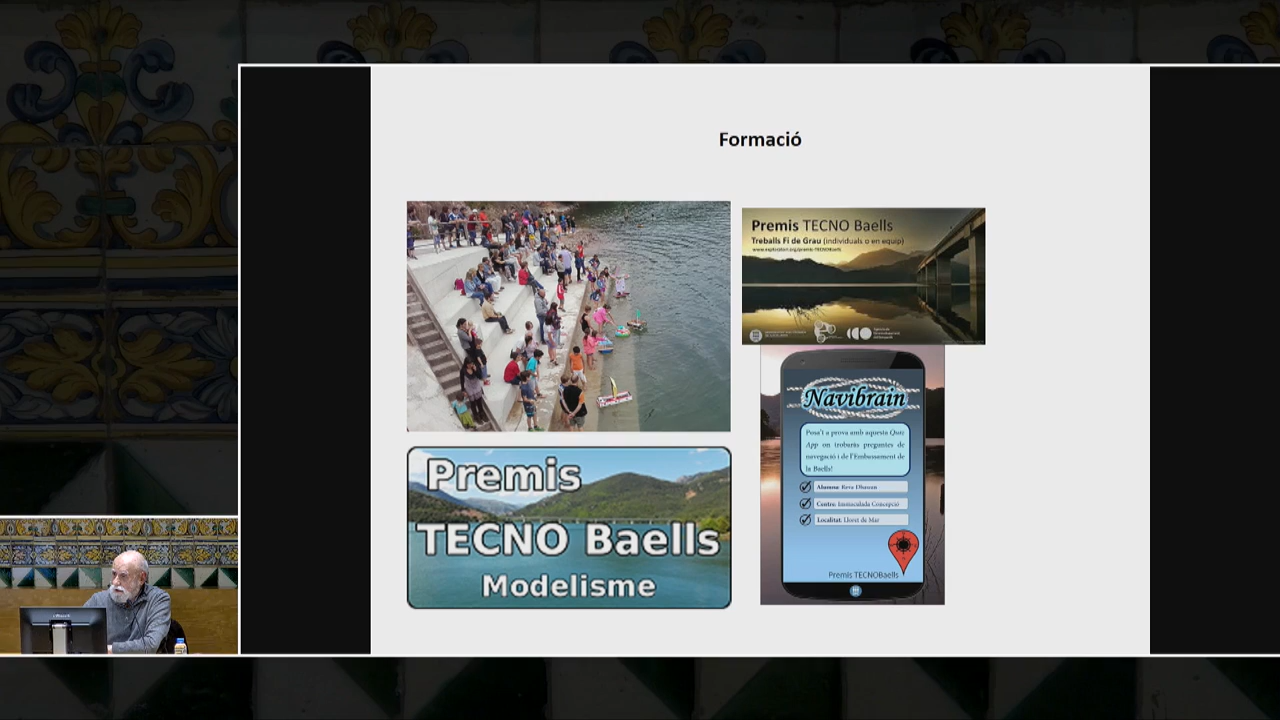 Formació
Premis TECNO Baells
Treballs Fi de Grau (individuals o en equip)
Premis
TECNO Baells
Modelisme
Navibrain
Posa't a prova amb aquesta Quiz
App on trobaràs preguntes de
navegació i de l'Embassament de
la Baells!
Centre: Immaculada Concepció
Localitat: Lloret de Mar
Premis TECNOBaells